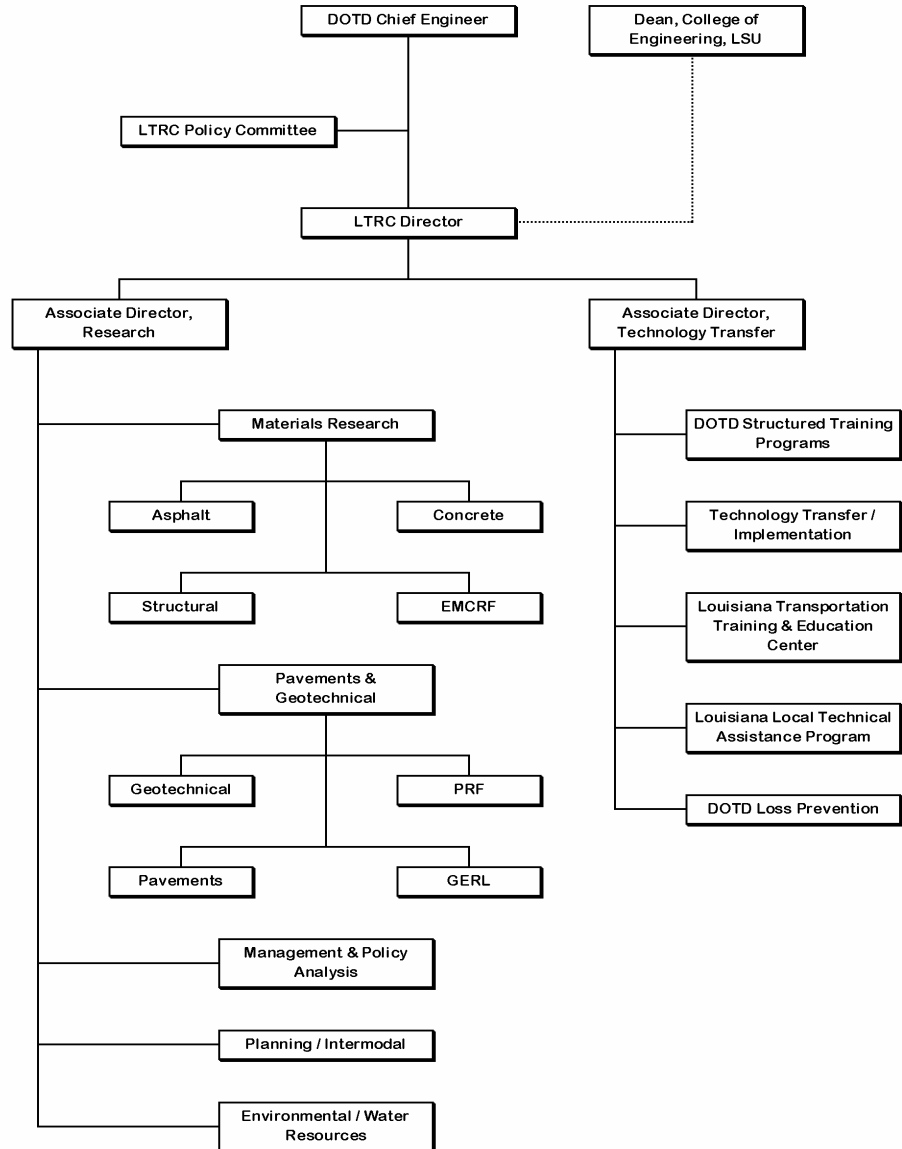 DOTD Chief Engineer
Dean, College of
Engineering, LSU
LTRC Policy Committee
LTRC Director
Associate Director,
Research
Associate Director,
Technology Transfer
Materials Research
DOTD Structured Training
Programs
Asphalt
Concrete
Technology Transfer /
Implementation
Structural
EMCRF
Louisiana Transportation
Training & Education
Center
Pavements &
Geotechnical
Louisiana Local Technical
Assistance Program
Geotechnical
PRF
DOTD Loss Prevention
Pavements
GERL
Management & Policy
Analysis
Planning / Intermodal
Environmental / Water
Resources